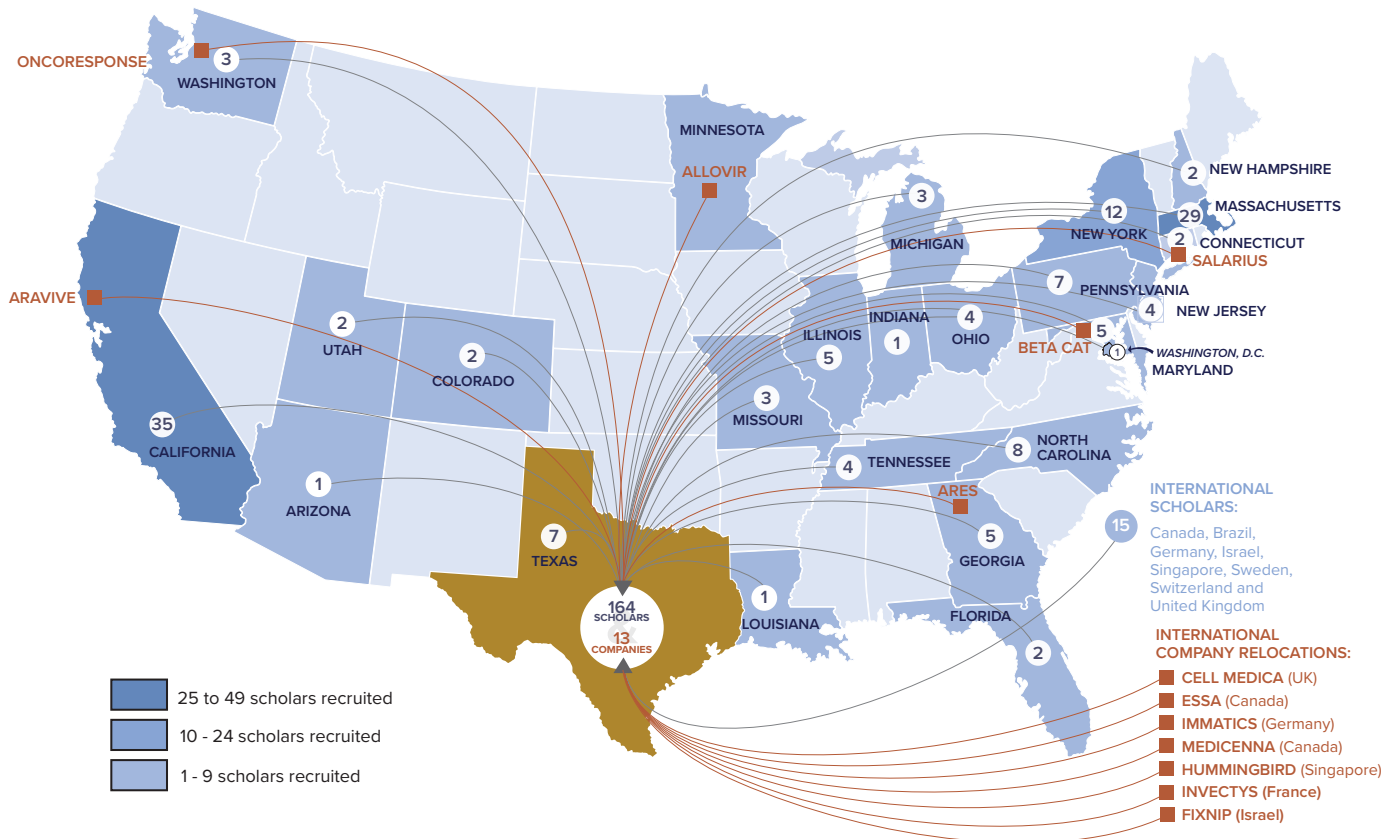 ONCORESPONSE
3
WASHINGTON
MINNESOTA
ALLOVIR
2
NEW HAMPSHIRE
3
MICHIGAN
12
NEW YORK
29
MASSACHUSETTS
2
CONNECTICUT
SALARIUS
ARAVIVE
7
PENNSYLVANIA
4
NEW JERSEY
2
UTAH
2
COLORADO
ILLINOIS
5
INDIANA
1
4
OHIO
BETA CAT
5
1
WASHINGTON, D.C.
MARYLAND
35
CALIFORNIA
3
MISSOURI
1
ARIZONA
4
TENNESSEE
8
NORTH
CAROLINA
ARES
5
GEORGIA
7
TEXAS
1
LOUISIANA
FLORIDA
2
164
SCHOLARS
&
13
COMPANIES
15
INTERNATIONAL
SCHOLARS:
Canada, Brazil,
Germany, Israel,
Singapore, Sweden,
Switzerland and
United Kingdom
INTERNATIONAL
COMPANY RELOCATIONS:
CELL MEDICA (UK)
ESSA (Canada)
IMMATICS (Germany)
MEDICENNA (Canada)
HUMMINGBIRD (Singapore)
INVECTYS (France)
FIXNIP (Israel)
25 to 49 scholars recruited
10 - 24 scholars recruited
1 - 9 scholars recruited